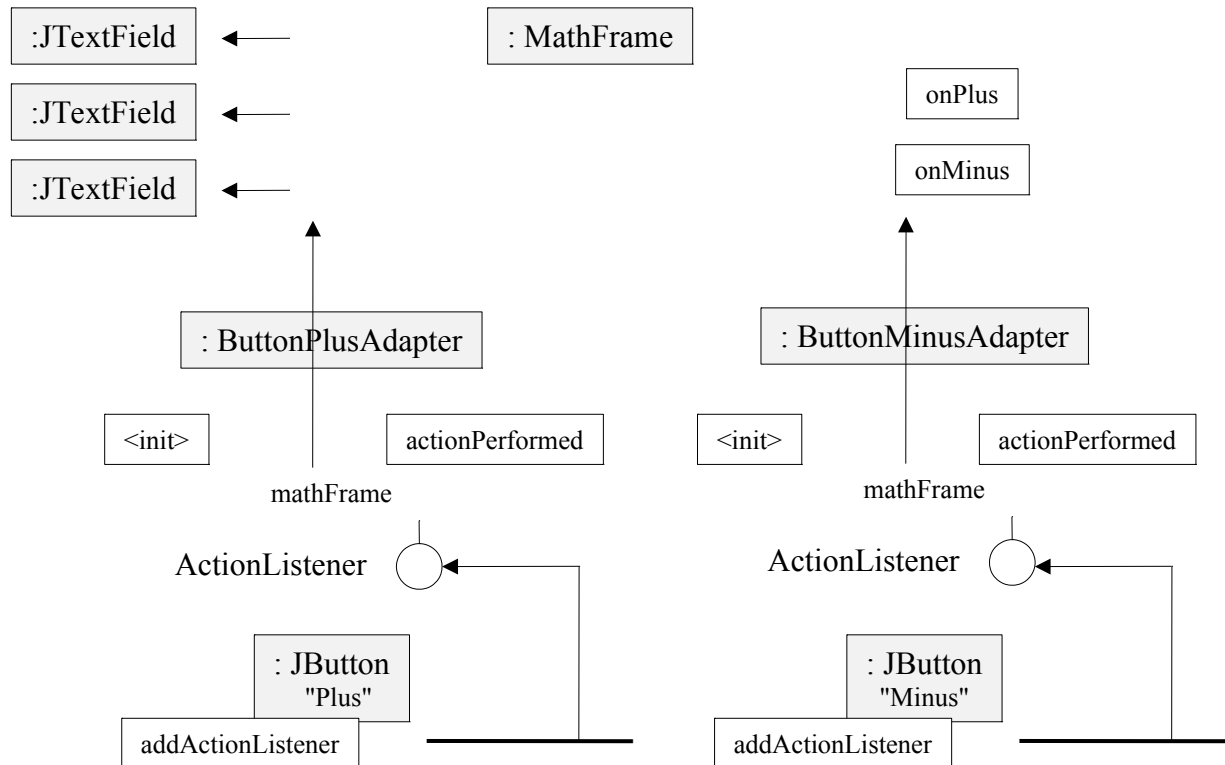 :JTextField
: MathFrame
:JTextField
onPlus
:JTextField
onMinus
: ButtonPlusAdapter
: ButtonMinusAdapter
<init>
actionPerformed
<init>
actionPerformed
mathFrame
mathFrame
ActionListener
ActionListener
: JButton
"Plus"
: JButton
"Minus"
addActionListener
addActionListener